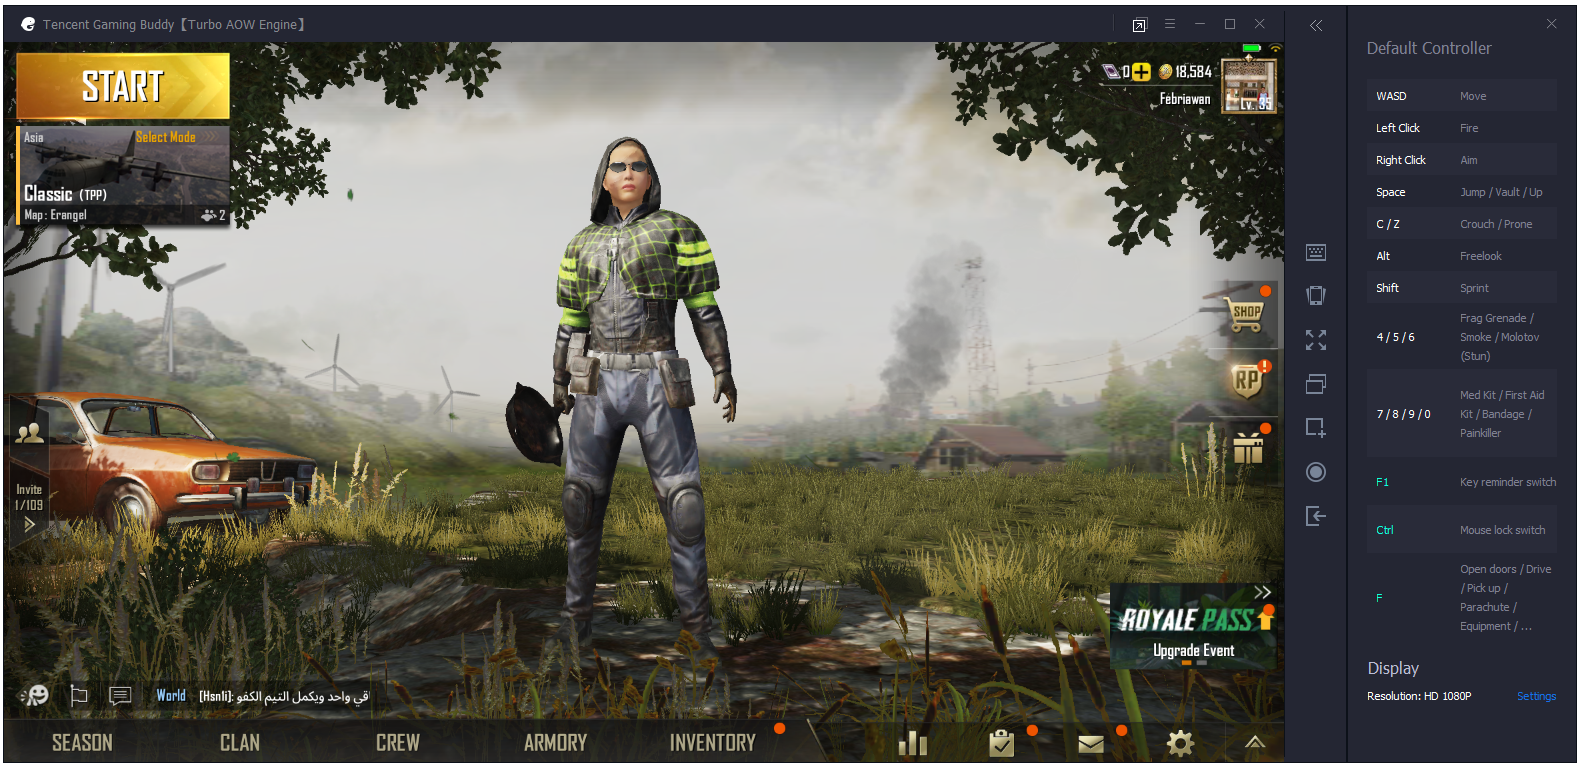 Tencent Gaming Buddy【Turbo AOW Engine】
START
Asia
Select Mode
Classic (TPP)
Map: Erangel
2
0
18,584
Febriawan
Lv. 35
SHOP
RP
Invite
1/109
ROYALE PASS
Upgrade Event
World
[Hsnli]: قي واحد ويكمل التيم الكفو
SEASON
CLAN
CREW
ARMORY
INVENTORY
Default Controller
WASD Move
Left Click Fire
Right Click Aim
Space Jump / Vault / Up
C / Z Crouch / Prone
Alt Freelook
Shift Sprint
4 / 5 / 6 Frag Grenade /
Smoke / Molotov
(Stun)
7 / 8 / 9 / 0 Med Kit / First Aid
Kit / Bandage /
Painkiller
F1 Key reminder switch
Ctrl Mouse lock switch
F Open doors / Drive
/ Pick up /
Parachute /
Equipment / ...
Display
Resolution: HD 1080P Settings